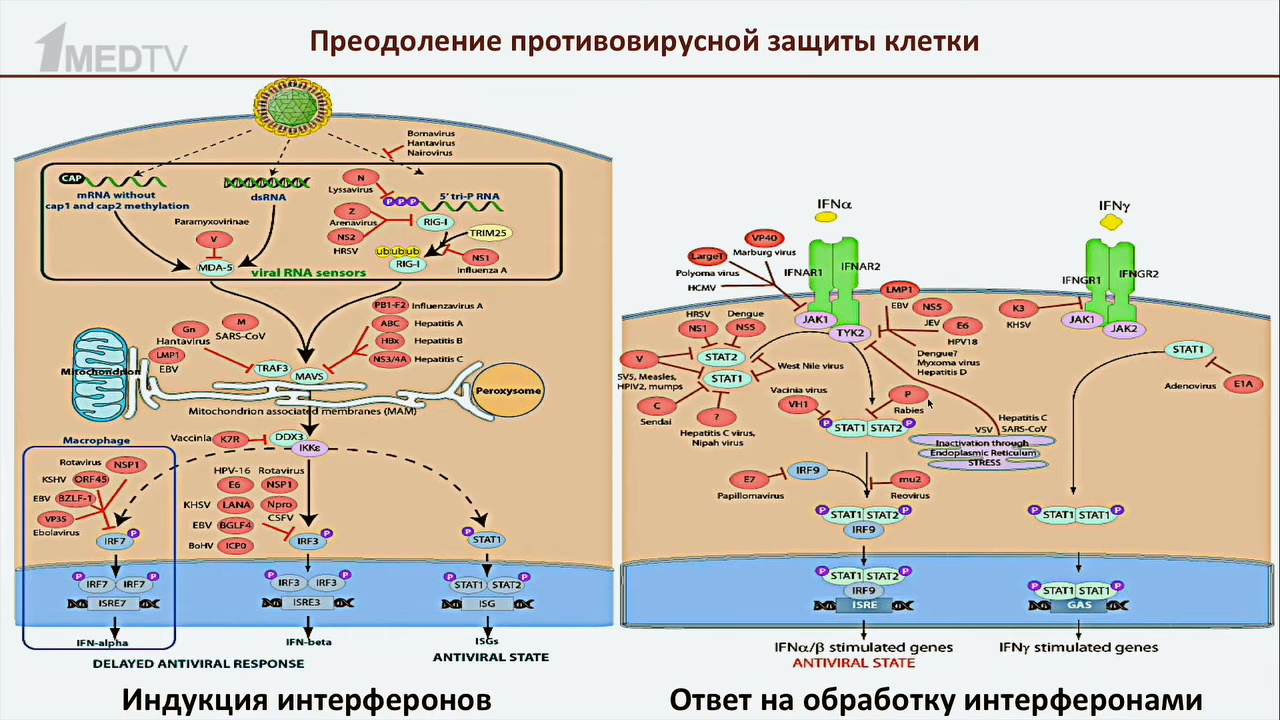 1MEDTV
Преодоление противовирусной защиты клетки
Bornavirus
Hantavirus
Nairovirus
CAP
mRNA without
cap1 and cap2 methylation
dsRNA
N
Lyssavirus
PPP
5' tri-P RNA
Z
Arenavirus
RIG-I
NS2
HRSV
TRIM25
Paramyxovirinae
V
MDA-5
ub ub ub
RIG-I
NS1
Influenza A
viral RNA sensors
PB1-F2 Influenzavirus A
ABC Hepatitis A
HBx Hepatitis B
NS3/4A Hepatitis C
Gn
Hantavirus
M
SARS-CoV
LMP1
EBV
TRAF3
MAVS
Mitochondrion
Peroxysome
Mitochondrion associated membranes (MAM)
Macrophage
Vaccinla K7R
DDX3
IKKε
Rotavirus NSP1
KSHV ORF45
EBV BZLF-1
VP35
Ebolavirus
IRF7 P
HPV-16 Rotavirus
E6 NSP1
KHSV LANA Npro
CSFV
EBV BGLF4
BoHV ICP0
IRF3 P
P STAT1
P IRF7 IRF7 P
ISRE7
P IRF3 IRF3 P
ISRE3
P STAT1 STAT2 P
ISG
IFN-alpha
IFN-beta
ISGs
DELAYED ANTIVIRAL RESPONSE
ANTIVIRAL STATE
Индукция интерферонов
IFNα
IFNγ
VP40
Marburg virus
LargeT
Polyoma virus
HCMV
IFNAR1
IFNAR2
JAK1
TYK2
LMP1
EBV
NS5
JEV
E6
HPV18
Dengue?
Myxoma virus
Hepatitis D
IFNGR1
IFNGR2
K3
KHSV
JAK1
JAK2
HRSV
NS1
Dengue
NS5
V
SV5, Measles,
HPIV2, mumps
STAT2
STAT1
West Nile virus
C
Sendai
?
Hepatitis C virus,
Nipah virus
Vacinia virus
VH1
P
Rabies
P STAT1 STAT2 P
Hepatitis C
VSV SARS-CoV
Inactivation through
Endoplasmic Reticulum
STRESS
STAT1
Adenovirus
E1A
E7
Papillomavirus
IRF9
mu2
Reovirus
P STAT1 STAT2 P
IRF9
P STAT1 STAT1 P
P STAT1 STAT2 P
IRF9
ISRE
P STAT1 STAT1 P
GAS
IFNα/β stimulated genes
ANTIVIRAL STATE
IFNγ stimulated genes
Ответ на обработку интерферонами